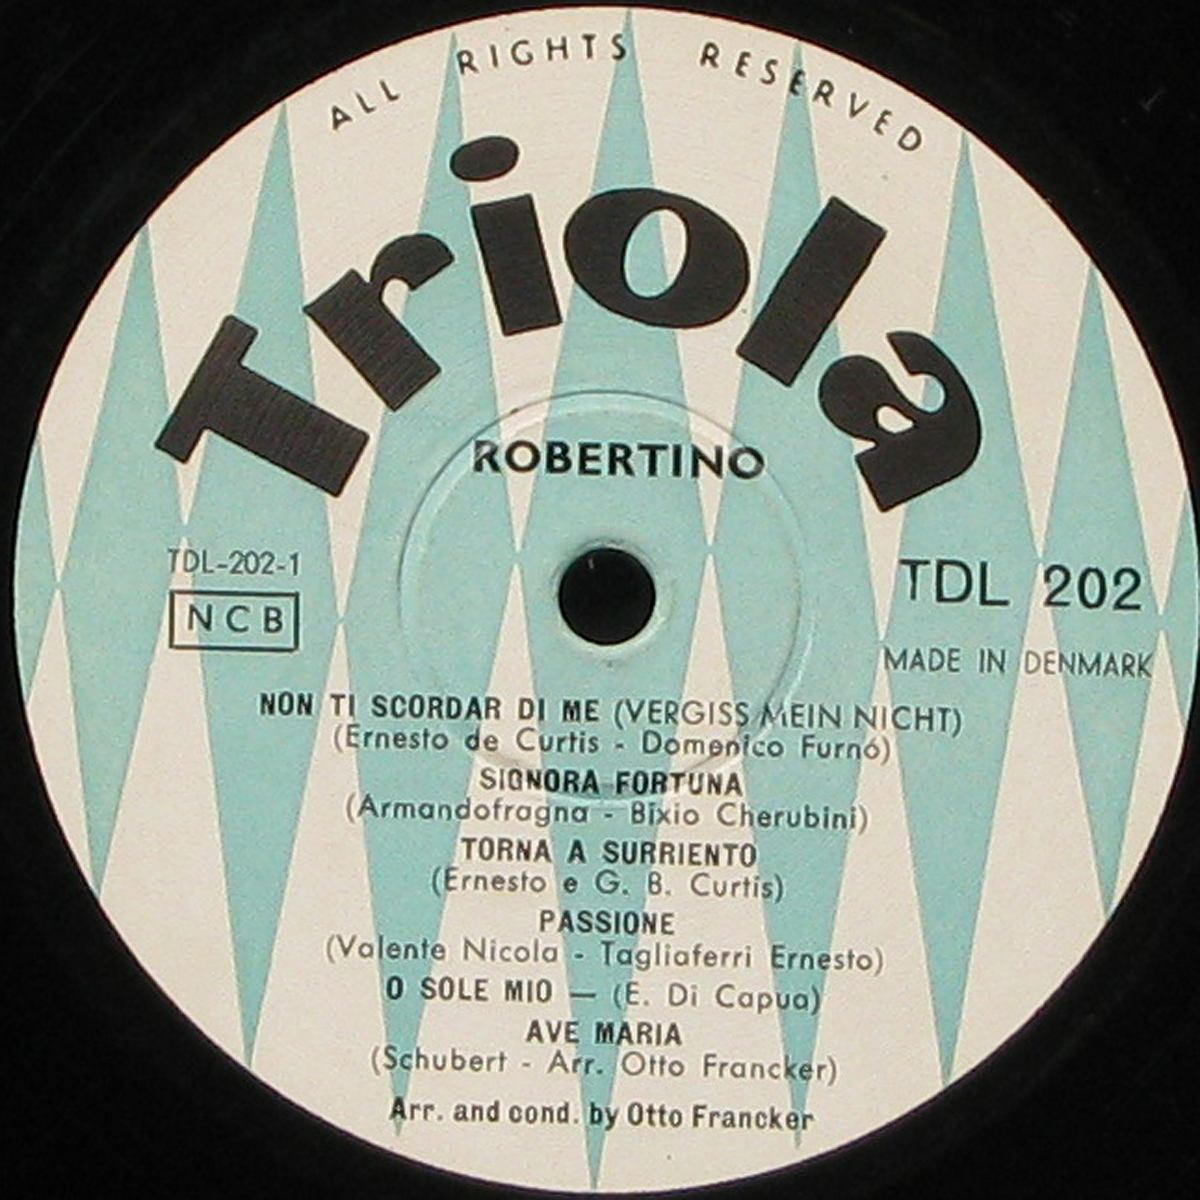 ALL RIGHTS RESERVED
Triola
ROBERTINO
TDL-202-1
NCB
TDL 202
MADE IN DENMARK
NON TI SCORDAR DI ME (VERGISS MEIN NICHT)
(Ernesto de Curtis - Domenico Furnó)
SIGNORA FORTUNA
(Armandofragna - Bixio Cherubini)
TORNA A SURRIENTO
(Ernesto e G. B. Curtis)
PASSIONE
(Valente Nicola - Tagliaferri Ernesto)
O SOLE MIO — (E. Di Capua)
AVE MARIA
(Schubert - Arr. Otto Francker)
Arr. and cond. by Otto Francker